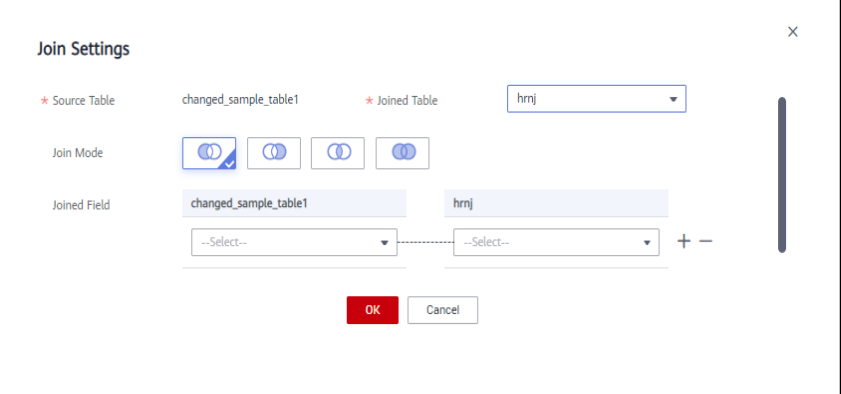 Join Settings
* Source Table changed_sample_table1 * Joined Table hrnj
Join Mode
Joined Field changed_sample_table1 hrnj
--Select-- --Select--
OK Cancel